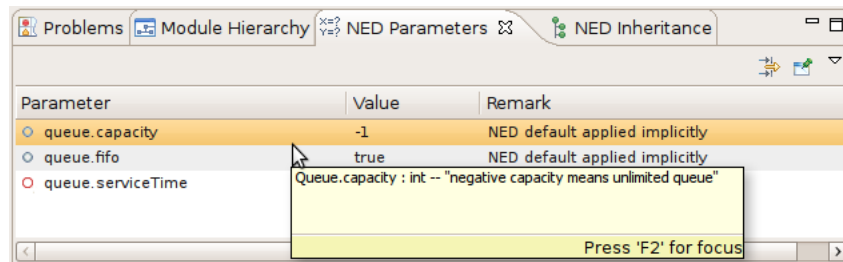 Problems Module Hierarchy X=? Y=? NED Parameters NED Inheritance
Parameter Value Remark
queue.capacity -1 NED default applied implicitly
queue.fifo true NED default applied implicitly
queue.serviceTime
Queue.capacity : int -- "negative capacity means unlimited queue"
Press 'F2' for focus